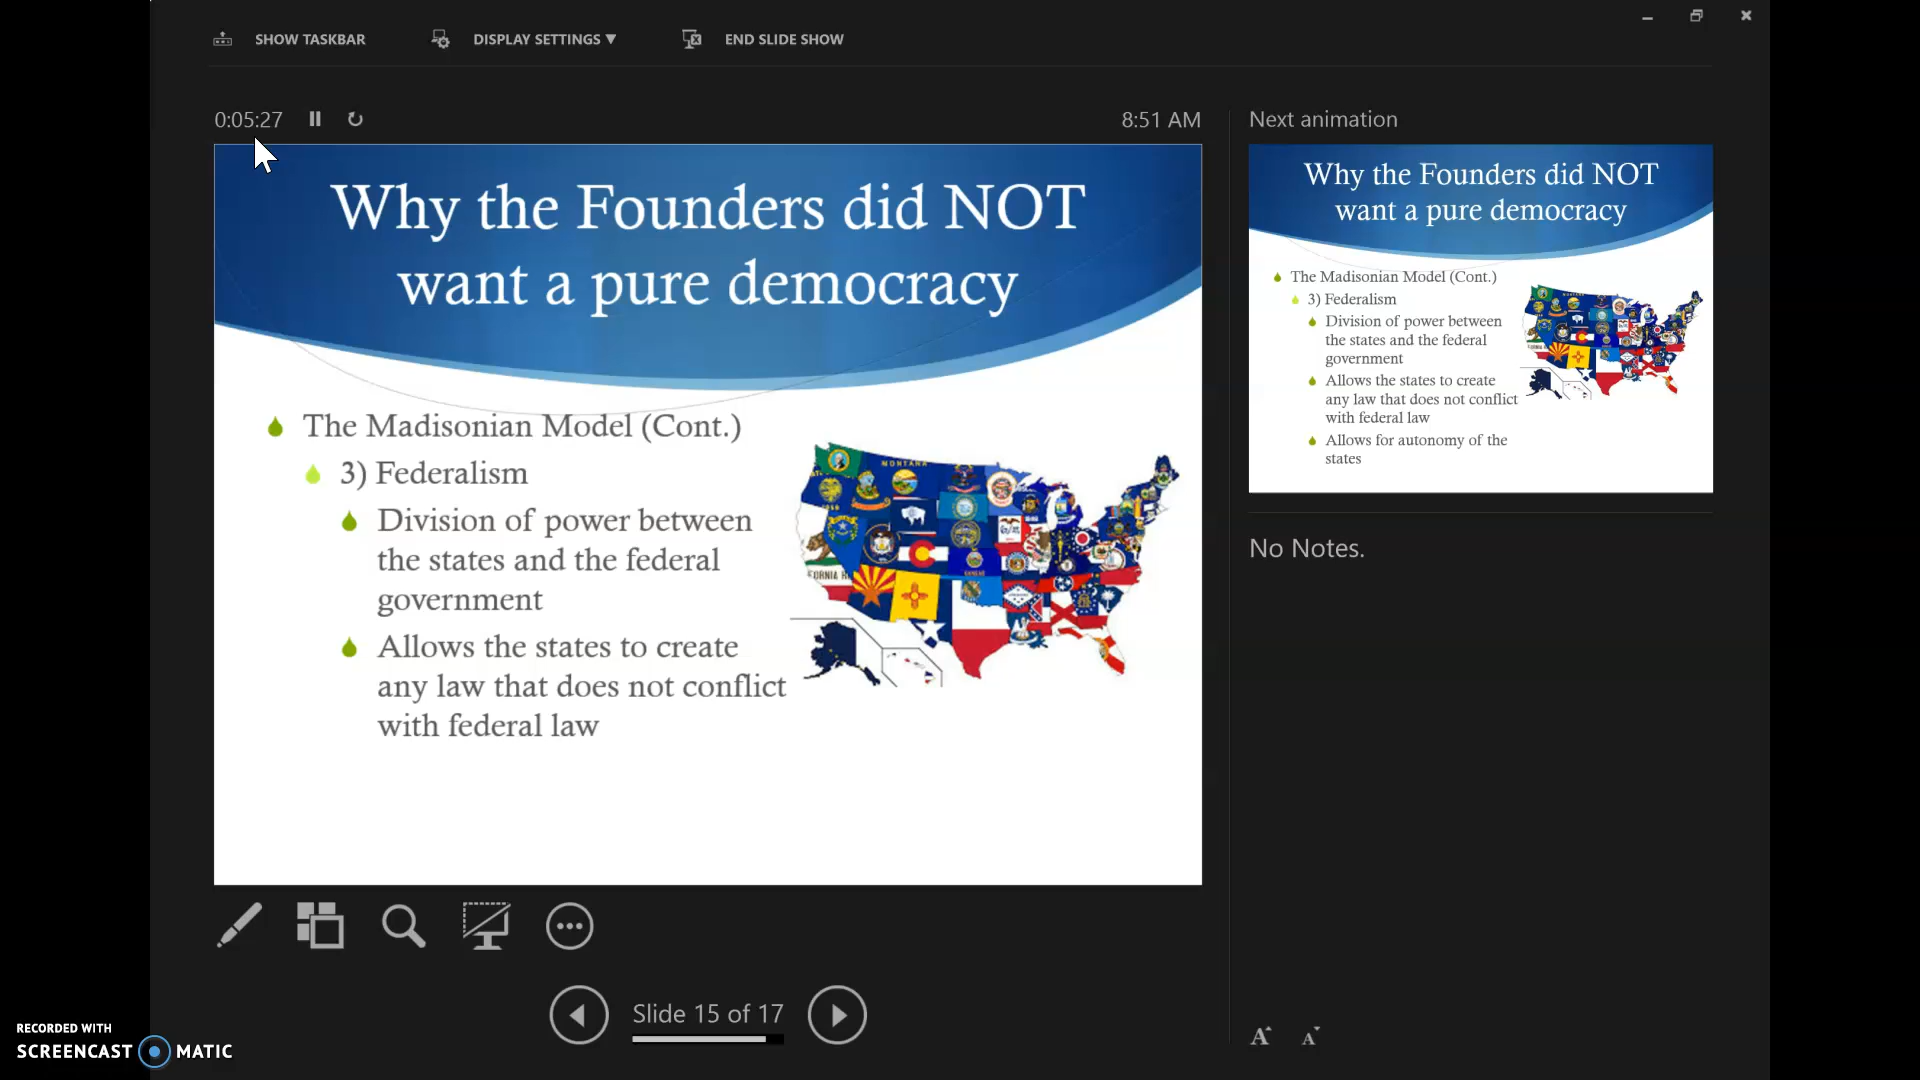 SHOW TASKBAR
DISPLAY SETTINGS ▼
END SLIDE SHOW
0:05:27
8:51 AM
Why the Founders did NOT
want a pure democracy
The Madisonian Model (Cont.)
3) Federalism
Division of power between
the states and the federal
government
Allows the states to create
any law that does not conflict
with federal law
MONTANA
Next animation
Why the Founders did NOT
want a pure democracy
The Madisonian Model (Cont.)
3) Federalism
Division of power between
the states and the federal
government
Allows the states to create
any law that does not conflict
with federal law
Allows for autonomy of the
states
No Notes.
Slide 15 of 17
A A
RECORDED WITH
SCREENCAST MATIC